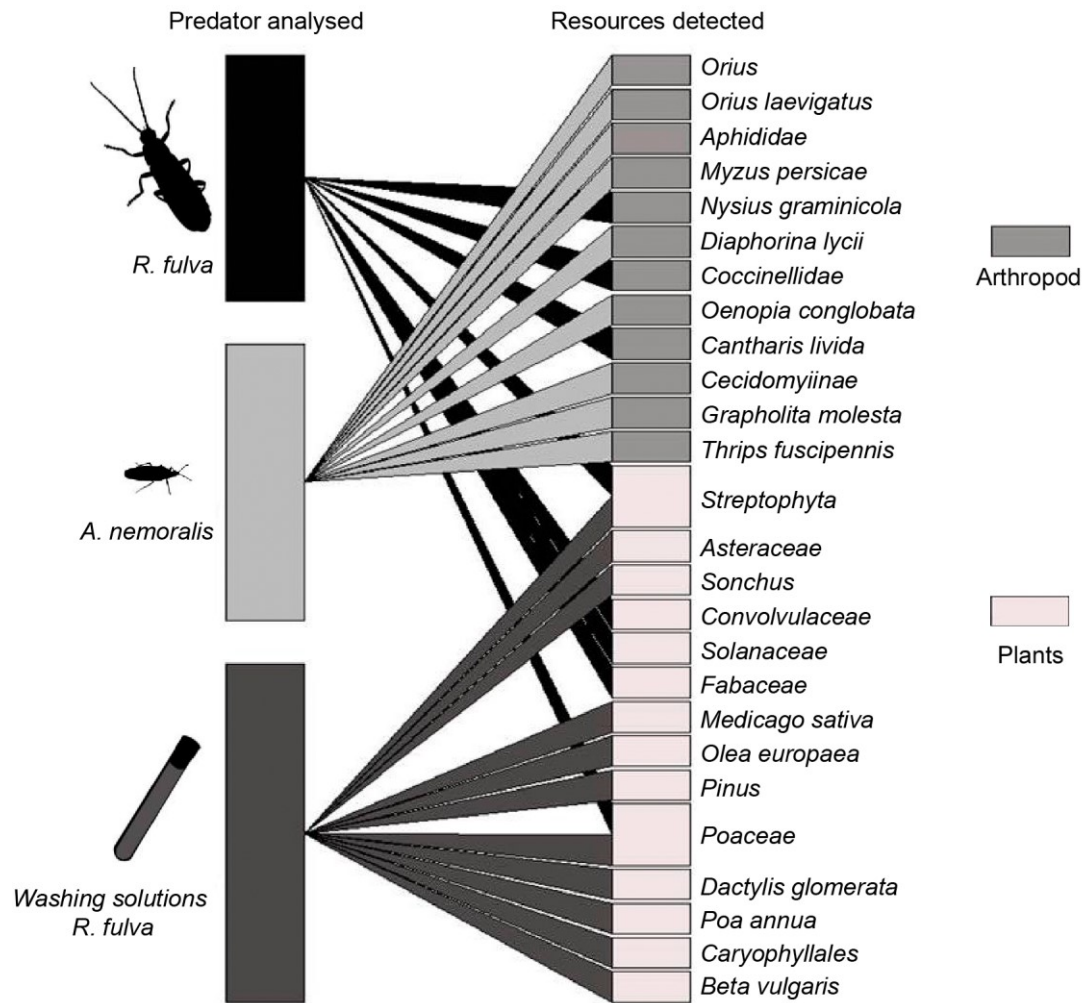 Predator analysed
Resources detected
R. fulva
A. nemoralis
Washing solutions
R. fulva
Orius
Orius laevigatus
Aphididae
Myzus persicae
Nysius graminicola
Diaphorina lycii
Coccinellidae
Oenopia conglobata
Cantharis livida
Cecidomyiinae
Grapholita molesta
Thrips fuscipennis
Streptophyta
Asteraceae
Sonchus
Convolvulaceae
Solanaceae
Fabaceae
Medicago sativa
Olea europaea
Pinus
Poaceae
Dactylis glomerata
Poa annua
Caryophyllales
Beta vulgaris
Arthropod
Plants